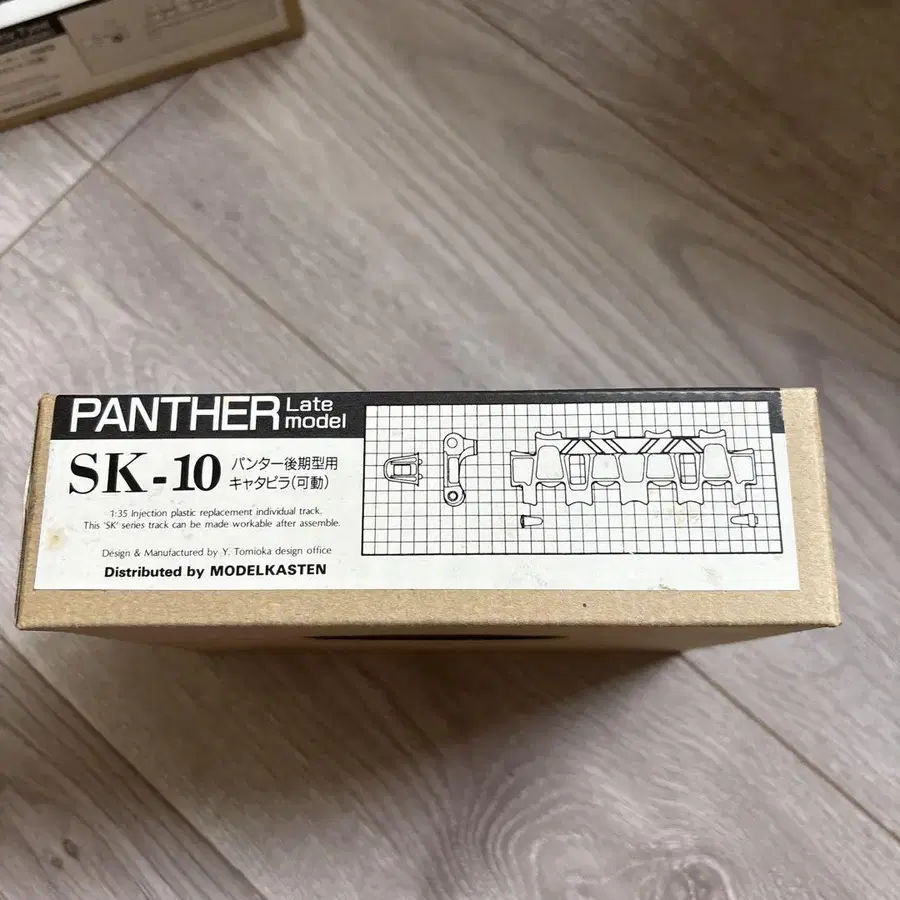 PANTHER Late model
SK-10 パンター後期型用
キャタピラ(可動)
1:35 Injection plastic replacement individual track.
This 'SK' series track can be made workable after assemble.
Design & Manufactured by Y. Tomioka design office
Distributed by MODELKASTEN